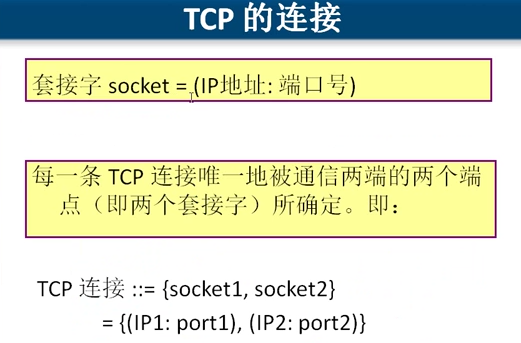 TCP 的连接
套接字 socket = (IP地址: 端口号)
每一条 TCP 连接唯一地被通信两端的两个端
点（即两个套接字）所确定。即：
TCP 连接 ::= {socket1, socket2}
= {(IP1: port1), (IP2: port2)}